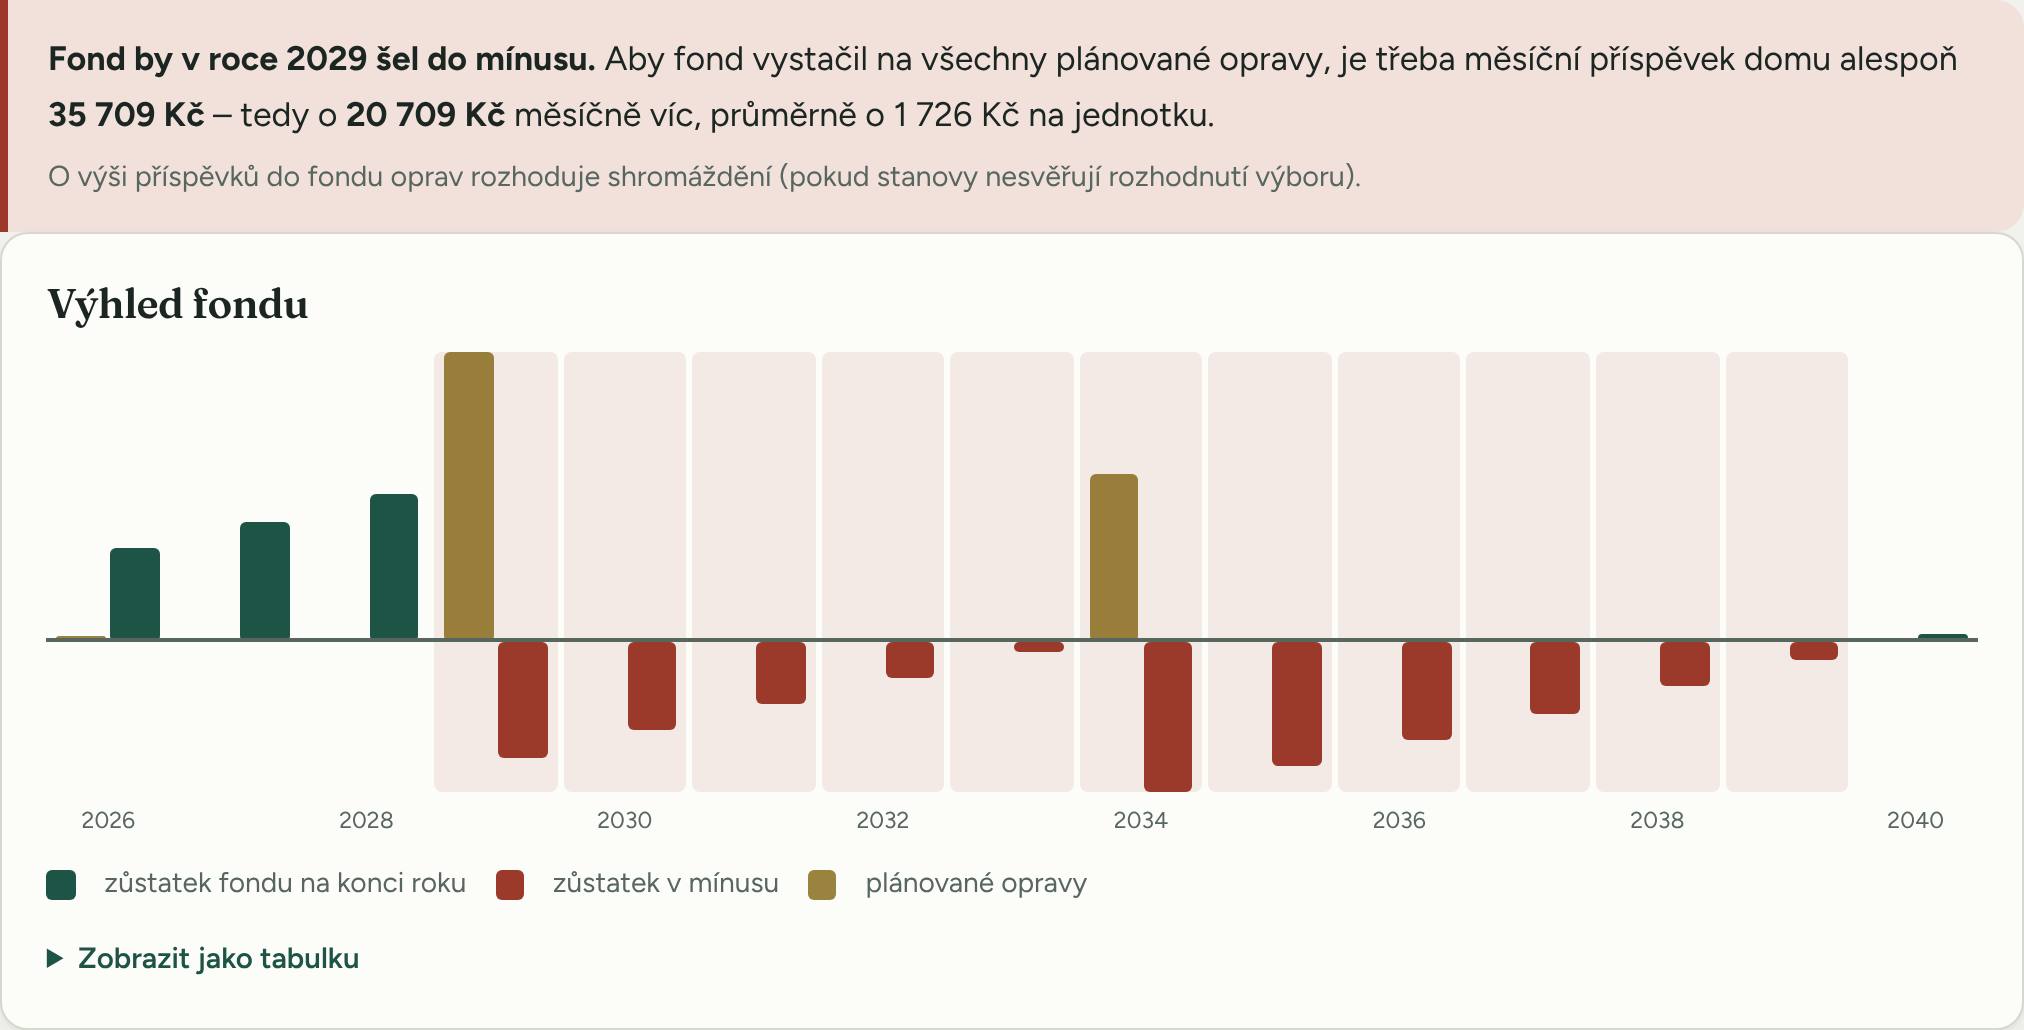 Fond by v roce 2029 šel do mínusu. Aby fond vystačil na všechny plánované opravy, je třeba měsíční příspěvek domu alespoň
35 709 Kč – tedy o 20 709 Kč měsíčně víc, průměrně o 1 726 Kč na jednotku.
O výši příspěvků do fondu oprav rozhoduje shromáždění (pokud stanovy nesvěřují rozhodnutí výboru).
Výhled fondu
2026 2028 2030 2032 2034 2036 2038 2040
zůstatek fondu na konci roku zůstatek v mínusu plánované opravy
▶ Zobrazit jako tabulku